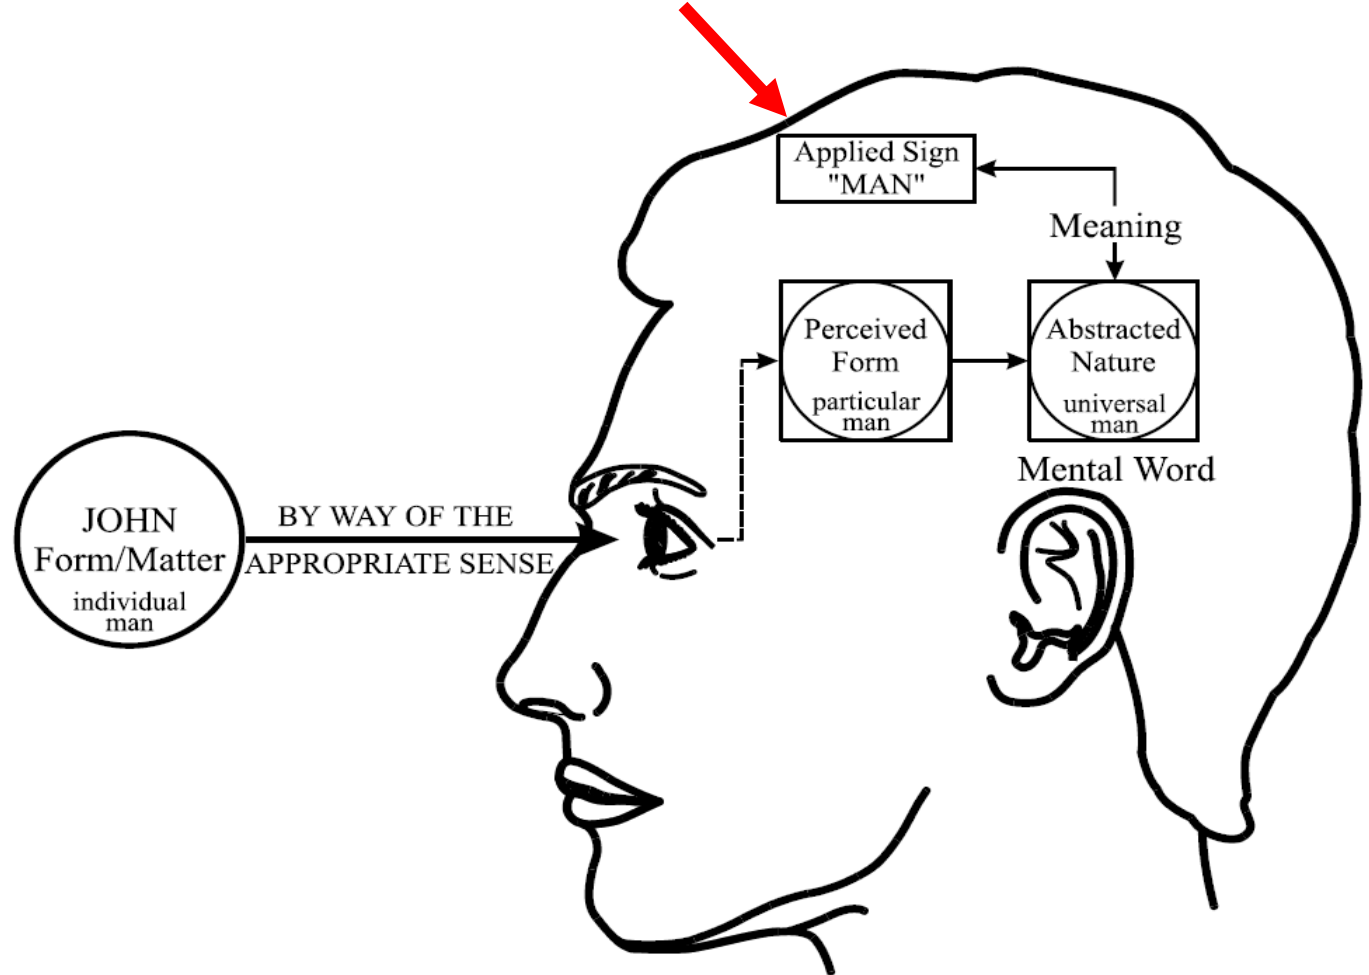 Applied Sign
"MAN"
Meaning
Perceived
Form
particular
man
Abstracted
Nature
universal
man
Mental Word
JOHN
Form/Matter
individual
man
BY WAY OF THE
APPROPRIATE SENSE